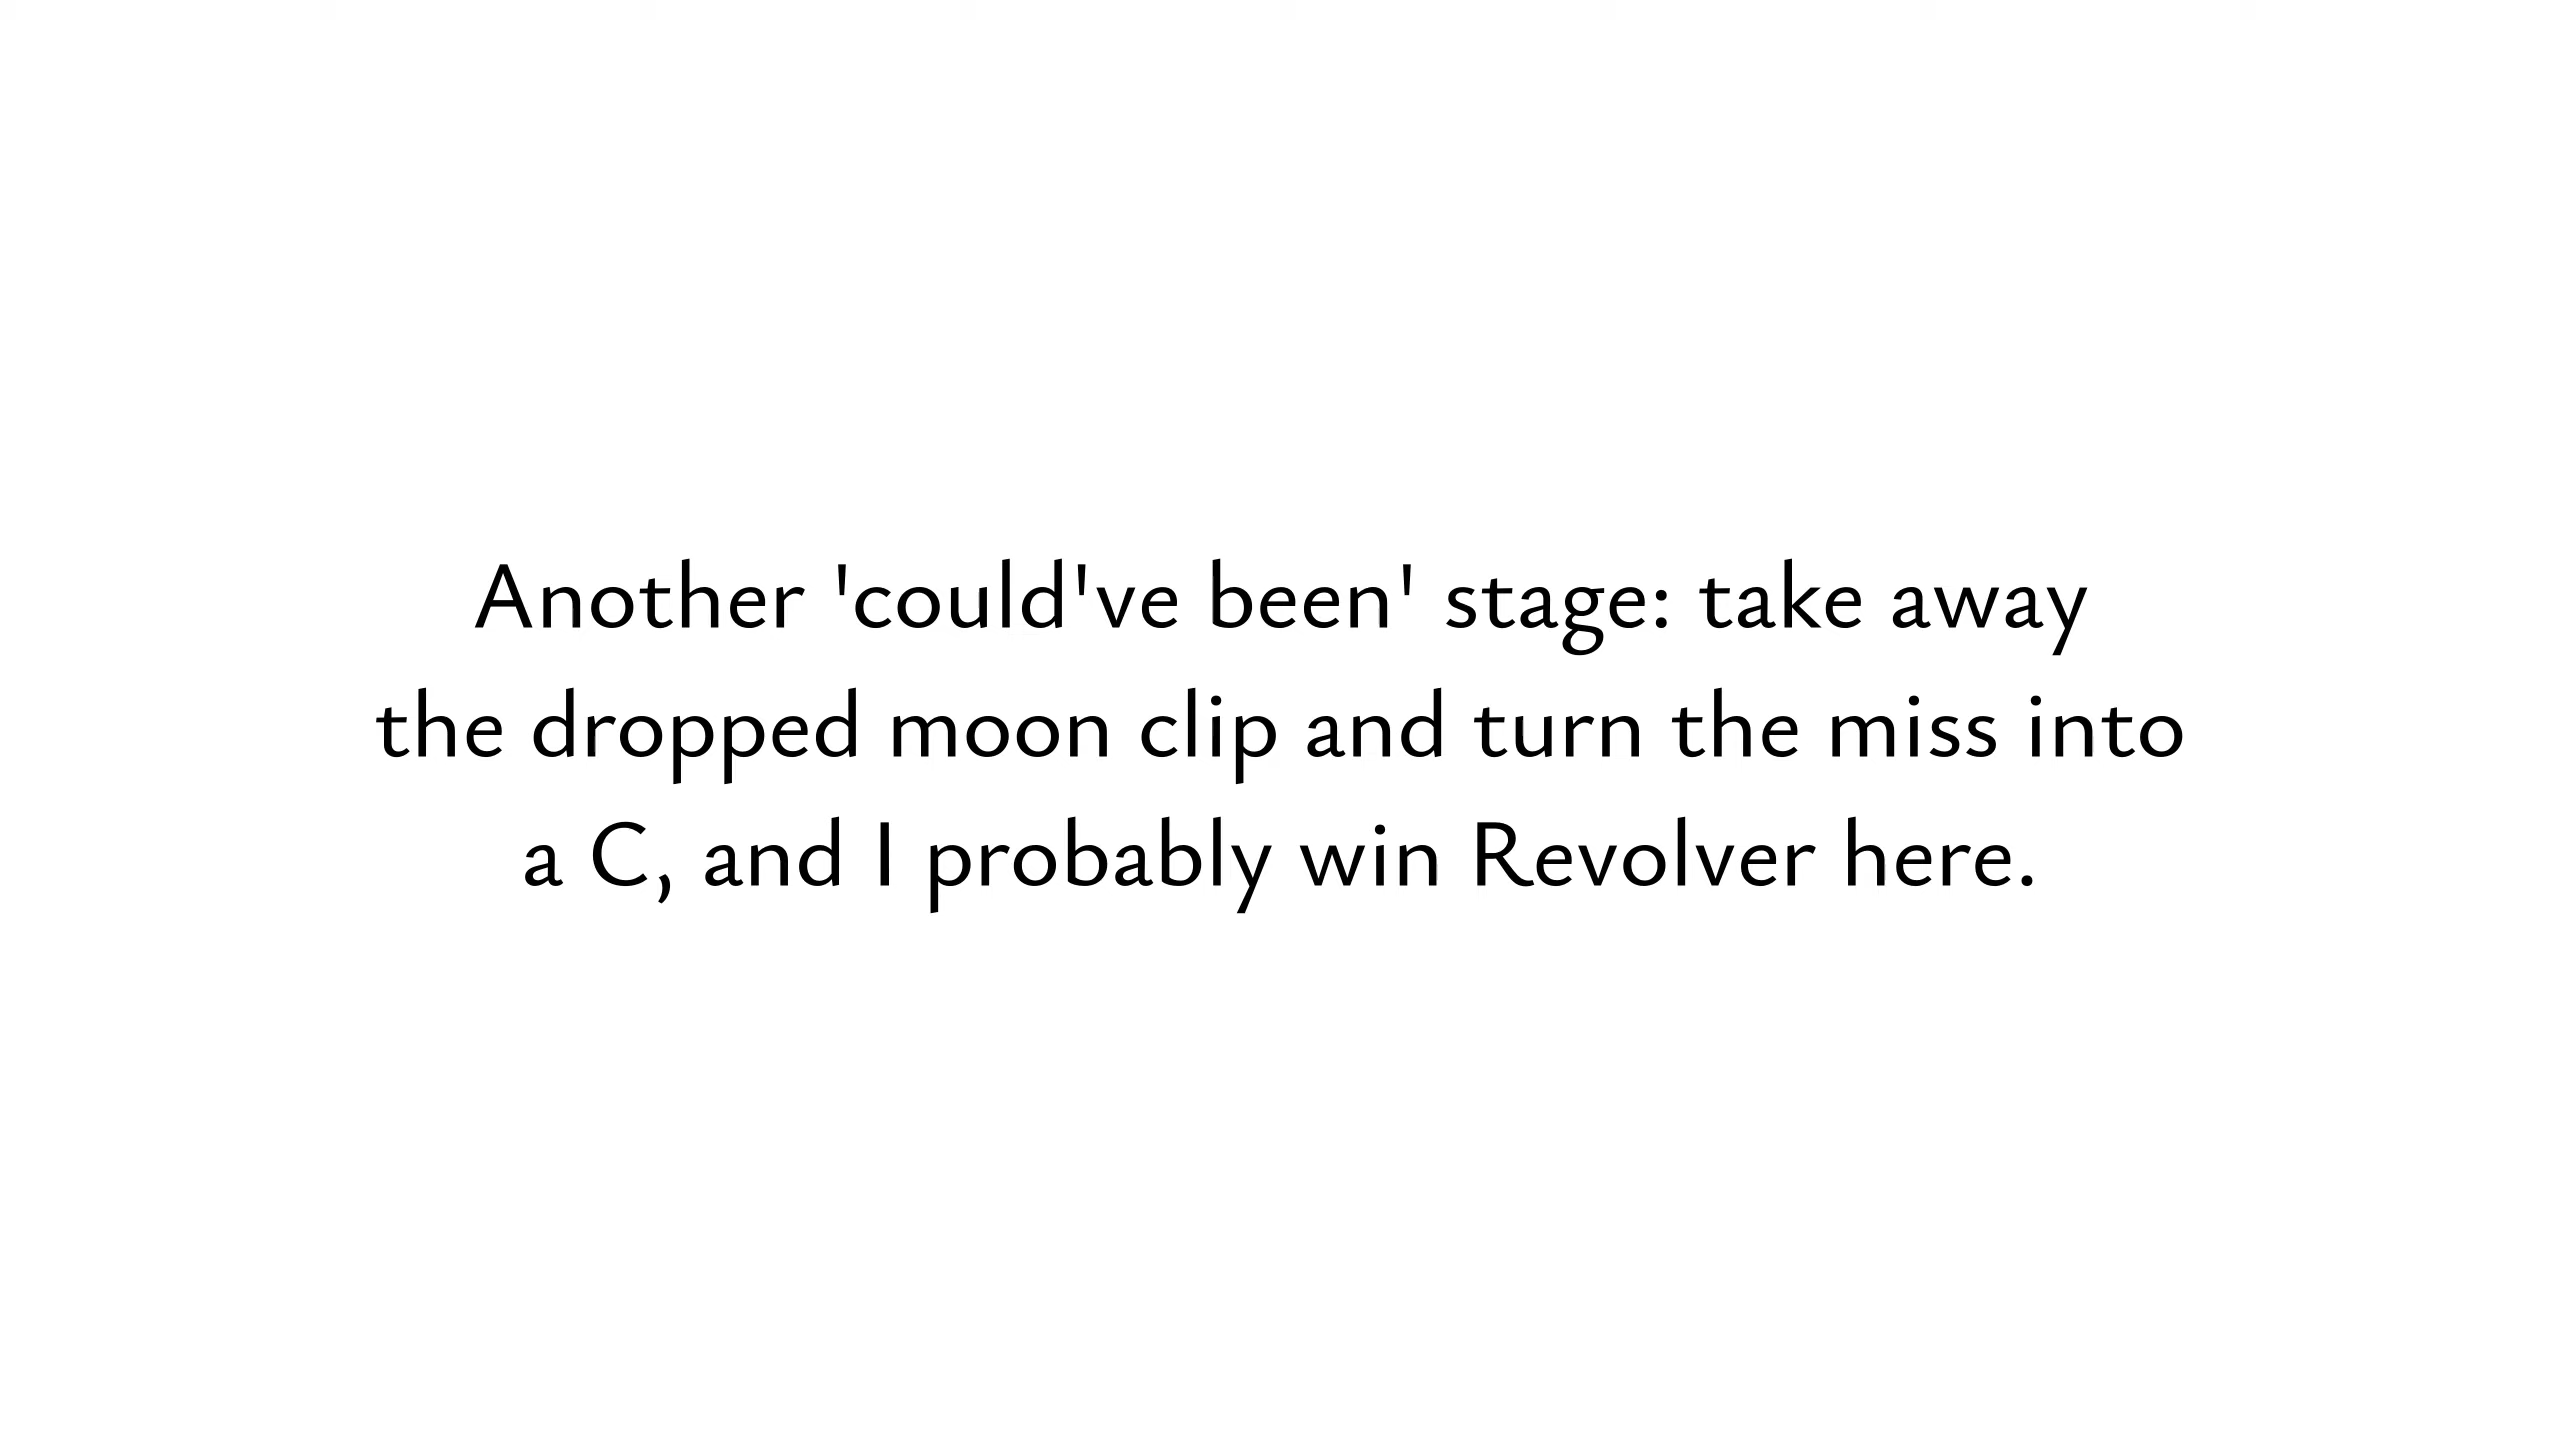 Another 'could've been' stage: take away
the dropped moon clip and turn the miss into
a C, and I probably win Revolver here.